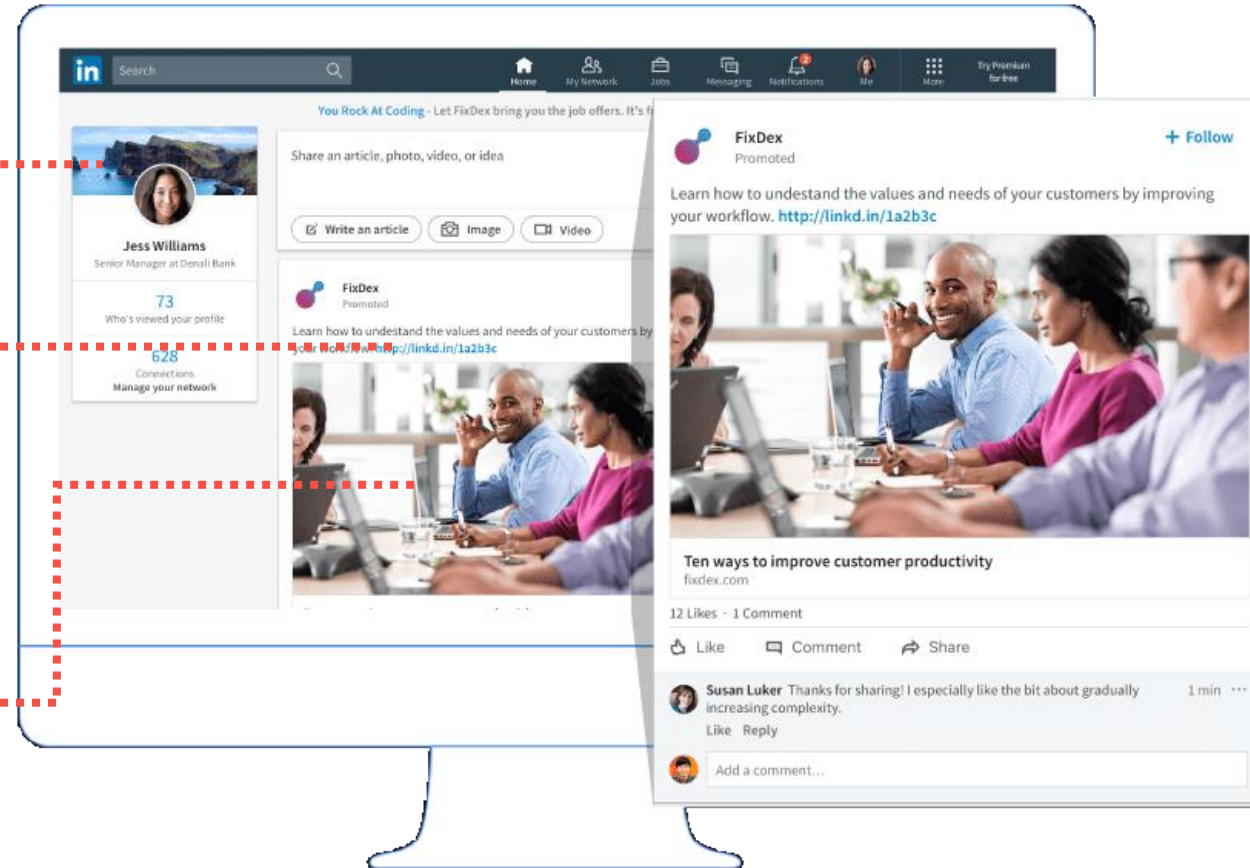 in
Search
Home
My Network
Jobs
Messaging
2
Notifications
Me
More
Try Premium
for free
You Rock At Coding - Let FixDex bring you the job offers. It's f
Jess Williams
Senior Manager at Denali Bank
73
Who's viewed your profile
628
Connections
Manage your network
Share an article, photo, video, or idea
Write an article
Image
Video
FixDex
Promoted
Learn how to undestand the values and needs of your customers by
your workflow. http://linkd.in/1a2b3c
FixDex
Promoted
+ Follow
Learn how to undestand the values and needs of your customers by improving
your workflow. http://linkd.in/1a2b3c
Ten ways to improve customer productivity
fixdex.com
12 Likes · 1 Comment
Like
Comment
Share
Susan Luker Thanks for sharing! I especially like the bit about gradually
increasing complexity.
1 min ···
Like Reply
Add a comment...